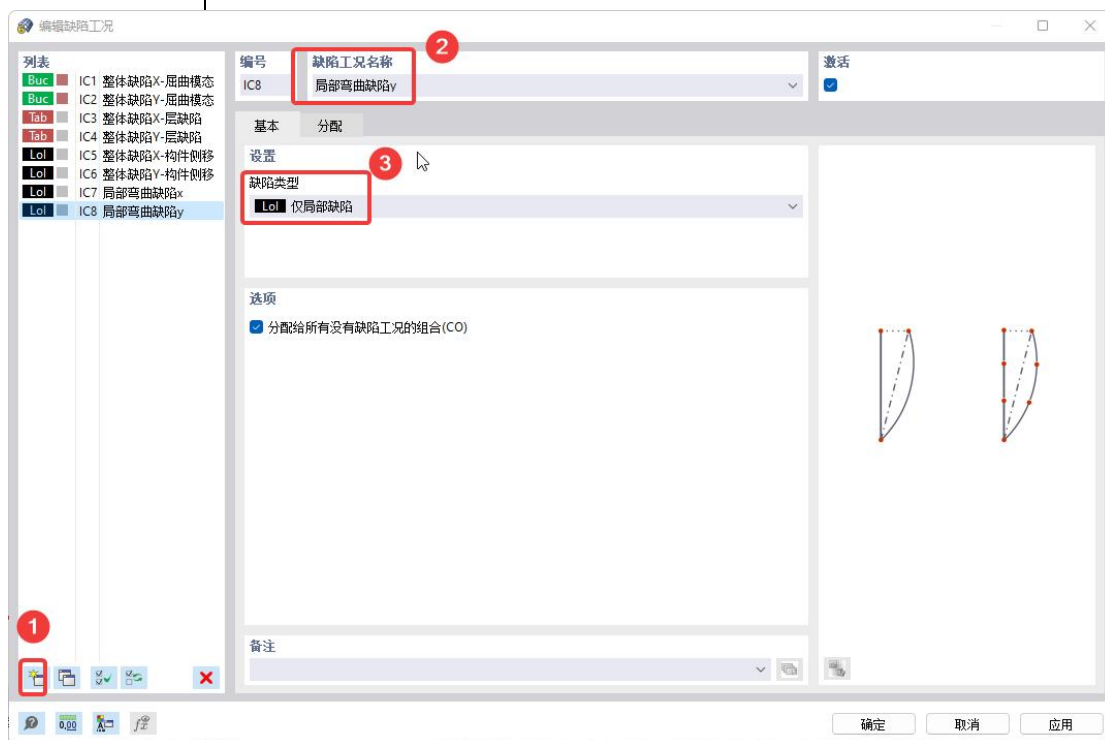 编辑缺陷工况
列表
Buc IC1 整体缺陷X-屈曲模态
Buc IC2 整体缺陷Y-屈曲模态
Tab IC3 整体缺陷X-层缺陷
Tab IC4 整体缺陷Y-层缺陷
Lol IC5 整体缺陷X-构件侧移
Lol IC6 整体缺陷Y-构件侧移
Lol IC7 局部弯曲缺陷x
Lol IC8 局部弯曲缺陷y
1
编号
IC8
缺陷工况名称
2
局部弯曲缺陷y
激活
基本
分配
设置
3
缺陷类型
Lol 仅局部缺陷
选项
分配给所有没有缺陷工况的组合(CO)
备注
0,00
确定
取消
应用